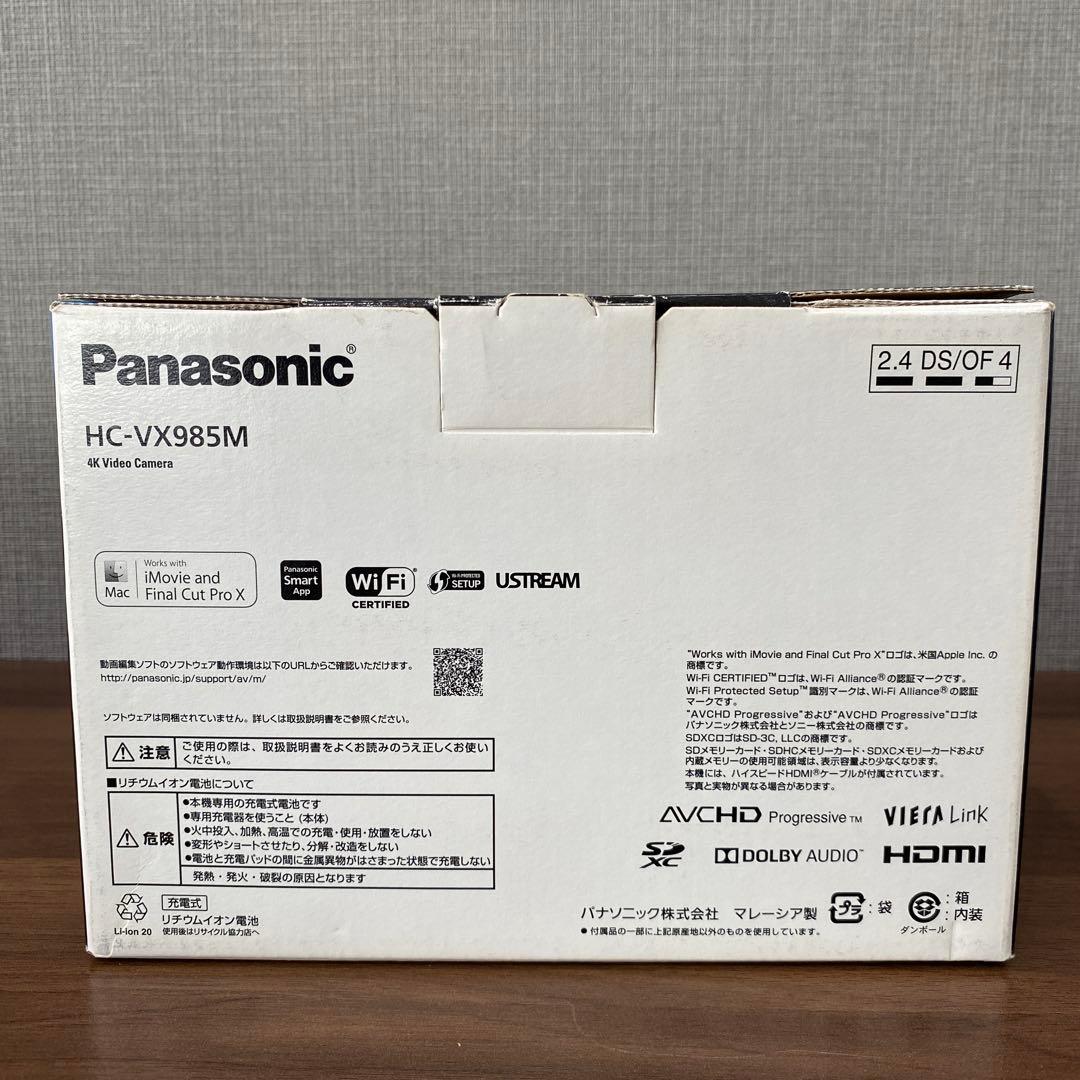 Panasonic®
2.4 DS/OF 4
HC-VX985M
4K Video Camera
Mac
Works with
iMovie and
Final Cut Pro X
Panasonic
Smart
App
Wi Fi®
CERTIFIED
WI-FI PROTECTED
SETUP
USTREAM
動画編集ソフトのソフトウェア動作環境は以下のURLからご確認いただけます。
http://panasonic.jp/support/av/m/
ソフトウェアは同梱されていません。詳しくは取扱説明書をご参照ください。
注意
ご使用の際は、取扱説明書をよくお読みのうえ正しくお使い
ください。
■リチウムイオン電池について
危険
●本機専用の充電式電池です
●専用充電器を使うこと (本体)
●火中投入、加熱、高温での充電・使用・放置をしない
●変形やショートさせたり、分解・改造をしない
●電池と充電パッドの間に金属異物がはさまった状態で充電しない
発熱・発火・破裂の原因となります
Li-ion 20
充電式
リチウムイオン電池
使用後はリサイクル協力店へ
"Works with iMovie and Final Cut Pro X"ロゴは、米国Apple Inc. の
商標です。
Wi-Fi CERTIFIED™ロゴは、Wi-Fi Alliance®の認証マークです。
Wi-Fi Protected Setup™識別マークは、Wi-Fi Alliance®の認証
マークです。
"AVCHD Progressive"および"AVCHD Progressive"ロゴは
パナソニック株式会社とソニー株式会社の商標です。
SDXCロゴはSD-3C, LLCの商標です。
SDメモリーカード・SDHCメモリーカード・SDXCメモリーカードおよび
内蔵メモリーの使用可能領域は、表示容量より少なくなります。
本機には、ハイスピードHDMI®ケーブルが付属されています。
写真と実物が異なる場合があります。
AVCHD Progressive™
VIERA Link
SD
XC
DOLBY AUDIO™
HDMI
パナソニック株式会社 マレーシア製
●付属品の一部に上記原産地以外のものを使用しています。
プラ
:袋
ダンボール
:箱
:内装